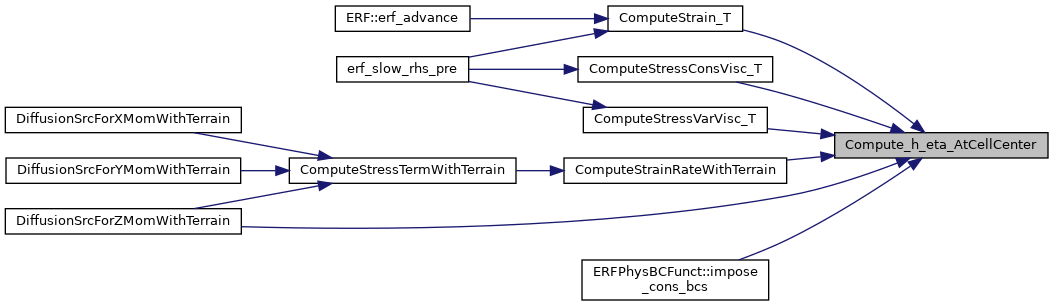 ERF::erf_advance
ComputeStrain_T
erf_slow_rhs_pre
ComputeStressConsVisc_T
DiffusionSrcForXMomWithTerrain
ComputeStressVarVisc_T
Compute_h_eta_AtCellCenter
DiffusionSrcForYMomWithTerrain
ComputeStressTermWithTerrain
ComputeStrainRateWithTerrain
DiffusionSrcForZMomWithTerrain
ERFPhysBCFunct::impose
_cons_bcs